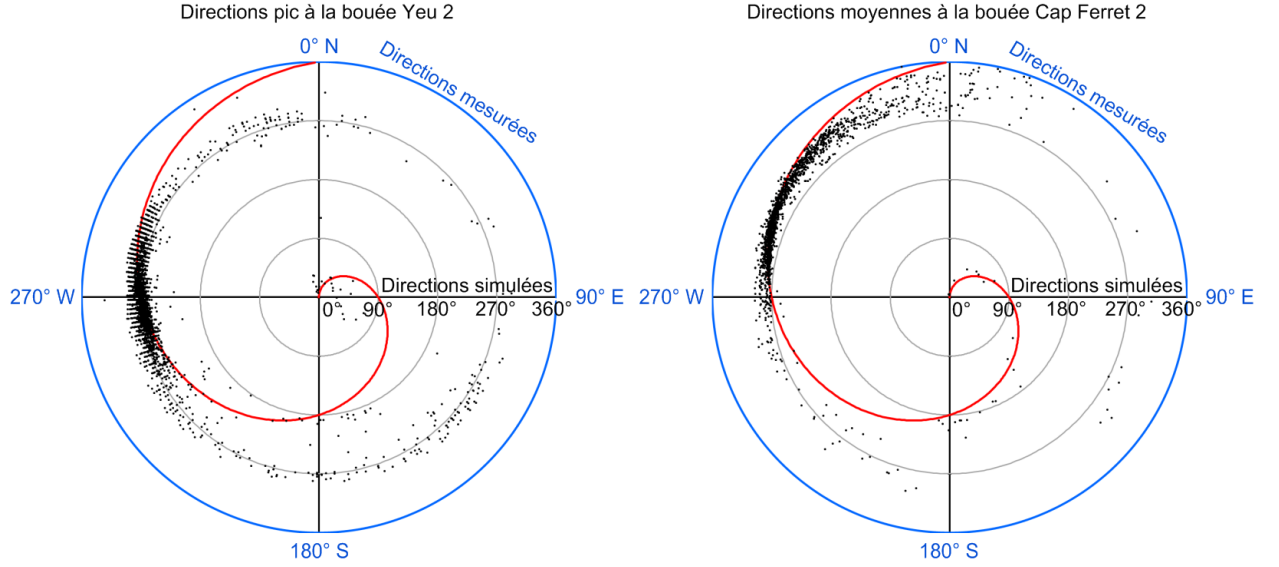 Directions pic à la bouée Yeu 2
0° N
Directions mesurées
270° W
Directions simulées
90° E
0° 90° 180° 270° 360°
180° S
Directions moyennes à la bouée Cap Ferret 2
0° N
Directions mesurées
270° W
Directions simulées
90° E
0° 90° 180° 270° 360°
180° S